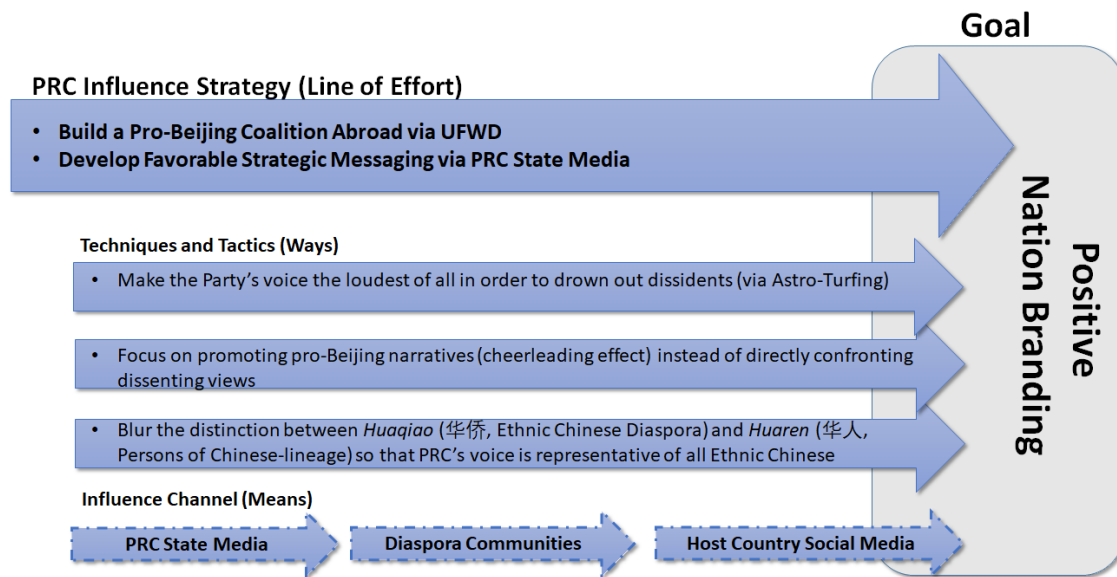 Goal
PRC Influence Strategy (Line of Effort)
• Build a Pro-Beijing Coalition Abroad via UFWD
• Develop Favorable Strategic Messaging via PRC State Media
Positive
Nation Branding
Techniques and Tactics (Ways)
• Make the Party's voice the loudest of all in order to drown out dissidents (via Astro-Turfing)
• Focus on promoting pro-Beijing narratives (cheerleading effect) instead of directly confronting
dissenting views
• Blur the distinction between Huaqiao (华侨, Ethnic Chinese Diaspora) and Huaren (华人,
Persons of Chinese-lineage) so that PRC's voice is representative of all Ethnic Chinese
Influence Channel (Means)
PRC State Media
Diaspora Communities
Host Country Social Media